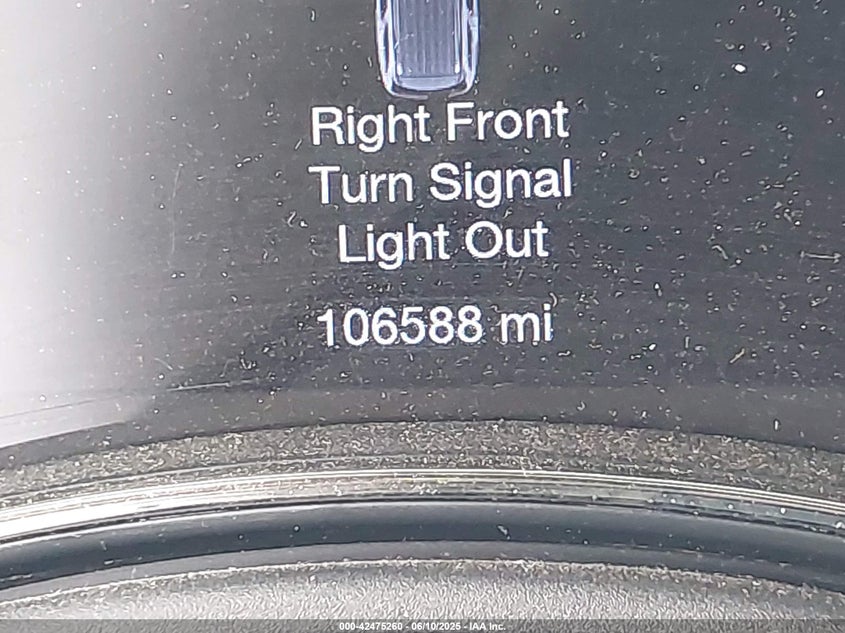 Right Front
Turn Signal
Light Out
106588 mi
000-42475260 - 06/10/2025 - IAA Inc.